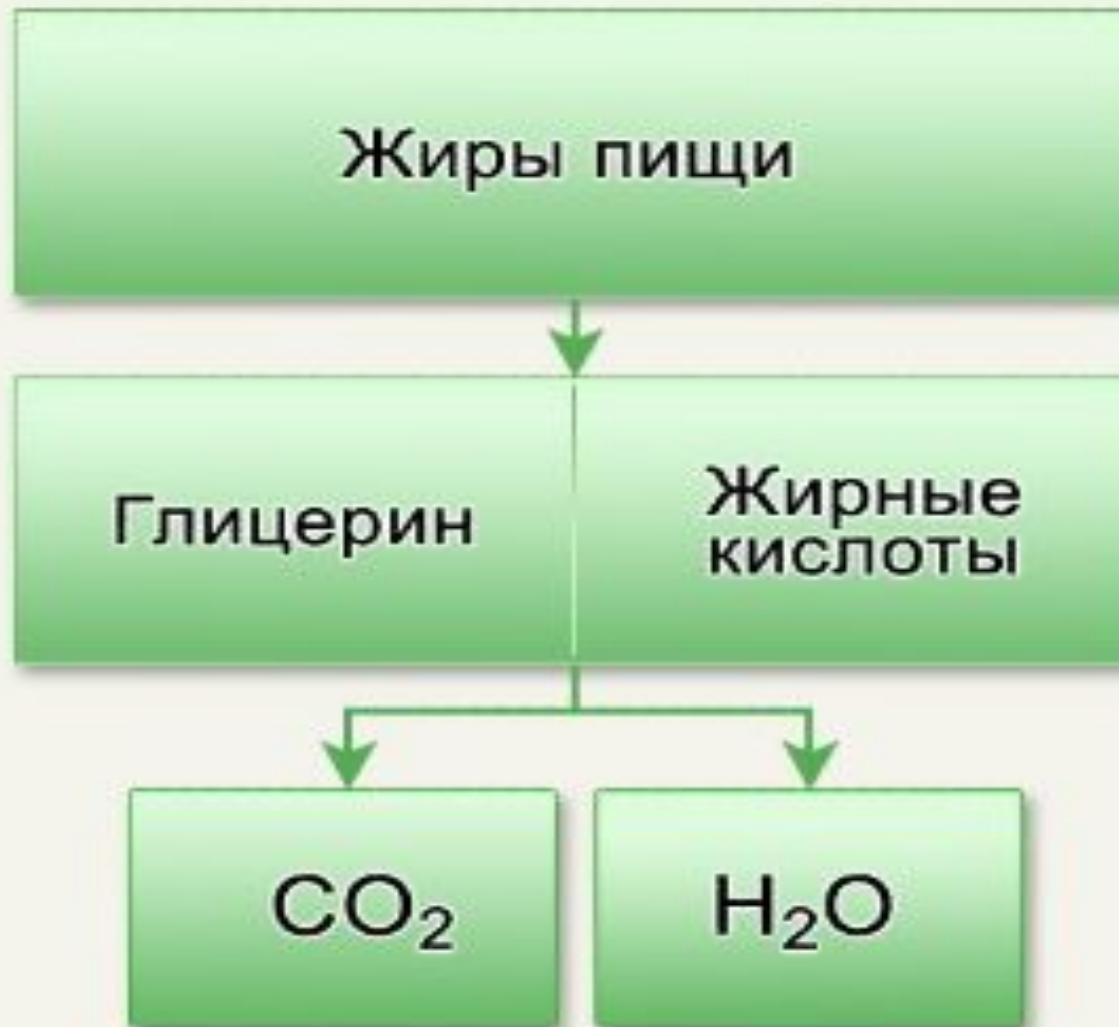 Жиры пищи
Глицерин
Жирные
кислоты
CO₂
H₂O